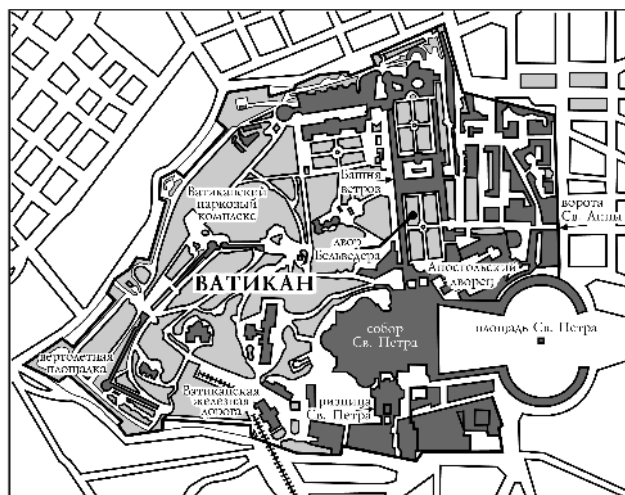 Башня
ветров
Ватиканский
парковый
комплекс
ворота
Св. Анны
двор
Бельведера
Апостольский
дворец
ВАТИКАН
собор
Св. Петра
площадь Св. Петра
вертолетная
площадка
Ватиканская
железная
дорога
ризница
Св. Петра